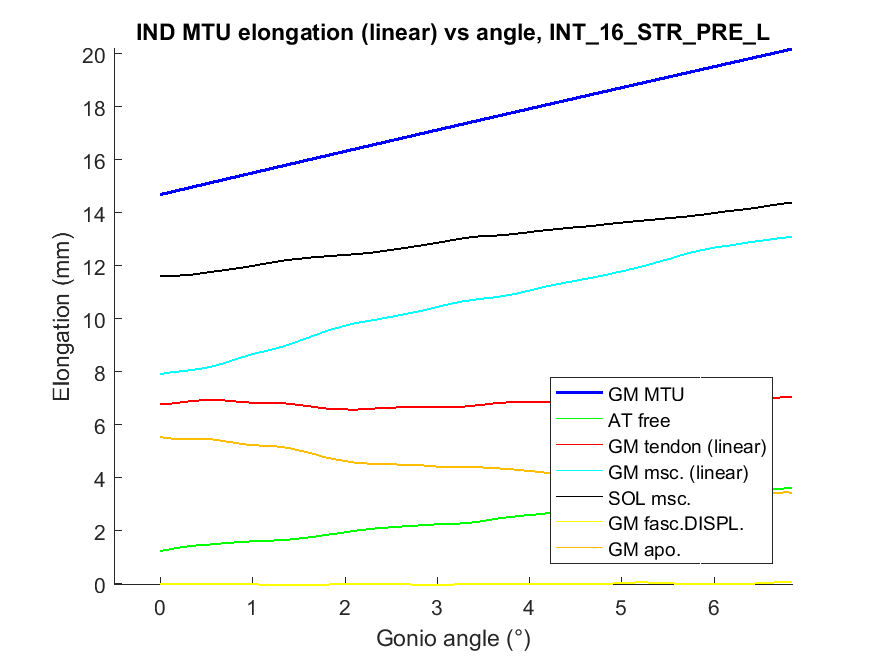 IND MTU elongation (linear) vs angle, INT_16_STR_PRE_L
20
18
16
14
12
10
8
6
4
2
0
Elongation (mm)
GM MTU
AT free
GM tendon (linear)
GM msc. (linear)
SOL msc.
GM fasc.DISPL.
GM apo.
0 1 2 3 4 5 6
Gonio angle (°)